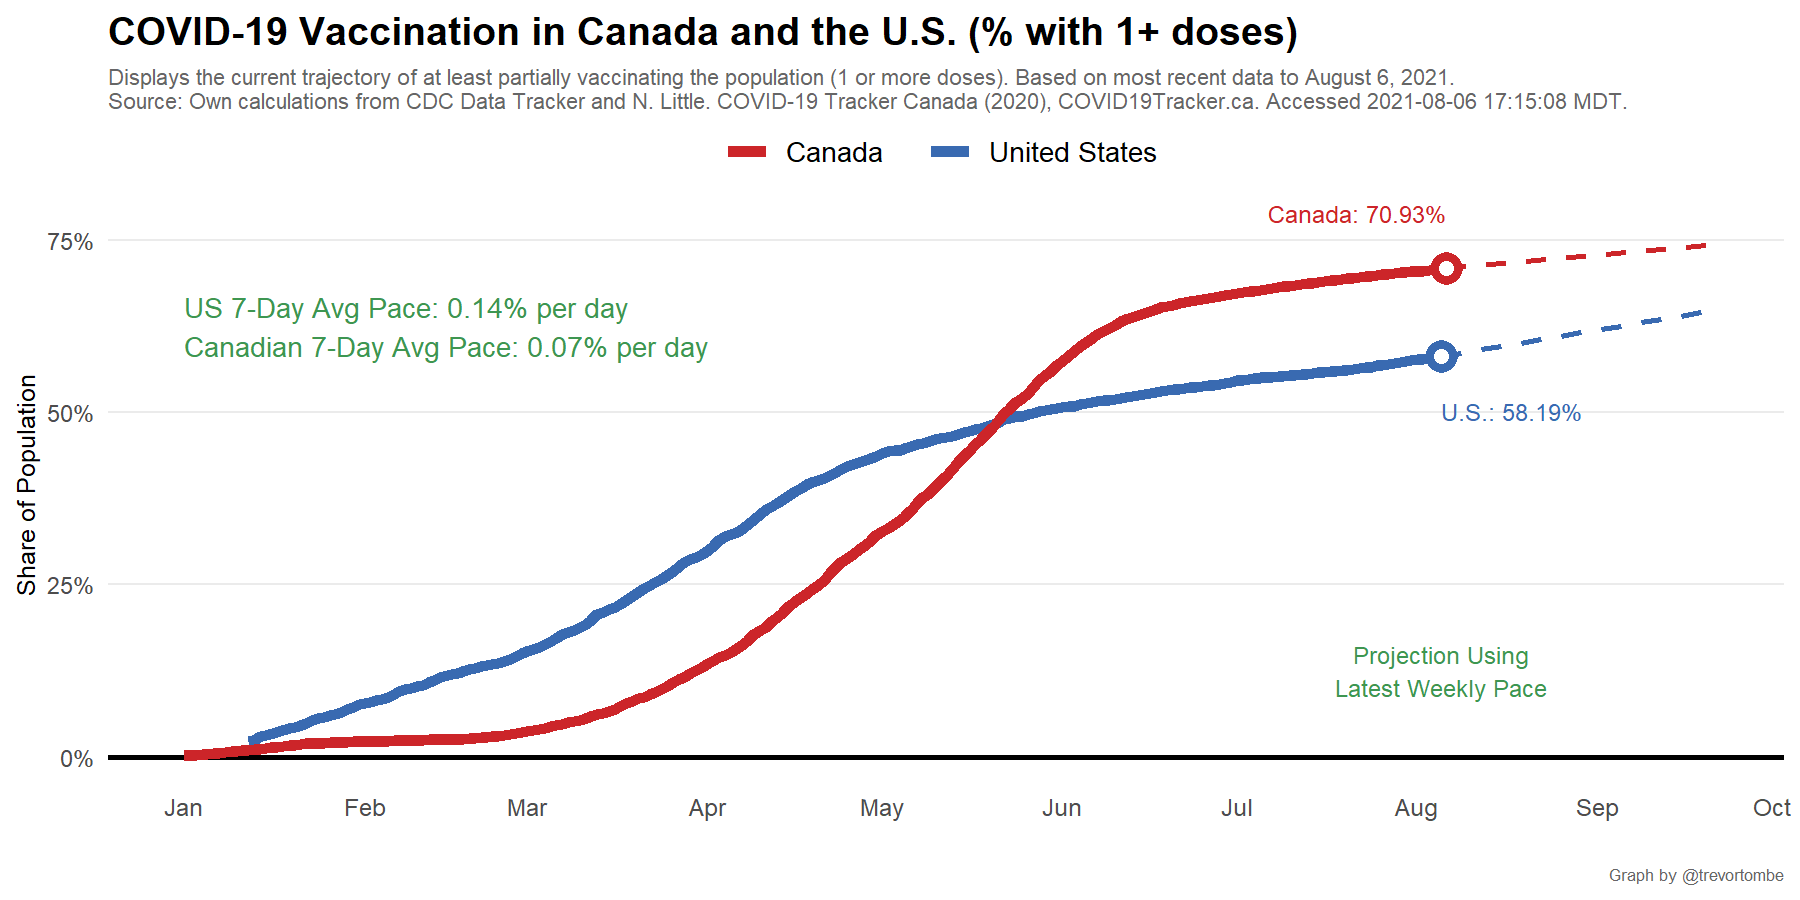 COVID-19 Vaccination in Canada and the U.S. (% with 1+ doses)
Displays the current trajectory of at least partially vaccinating the population (1 or more doses). Based on most recent data to August 6, 2021.
Source: Own calculations from CDC Data Tracker and N. Little. COVID-19 Tracker Canada (2020), COVID19Tracker.ca. Accessed 2021-08-06 17:15:08 MDT.
Canada
United States
Canada: 70.93%
75%
US 7-Day Avg Pace: 0.14% per day
Canadian 7-Day Avg Pace: 0.07% per day
Share of Population
50%
U.S.: 58.19%
25%
Projection Using
Latest Weekly Pace
0%
Jan
Feb
Mar
Apr
May
Jun
Jul
Aug
Sep
Oct
Graph by @trevortombe